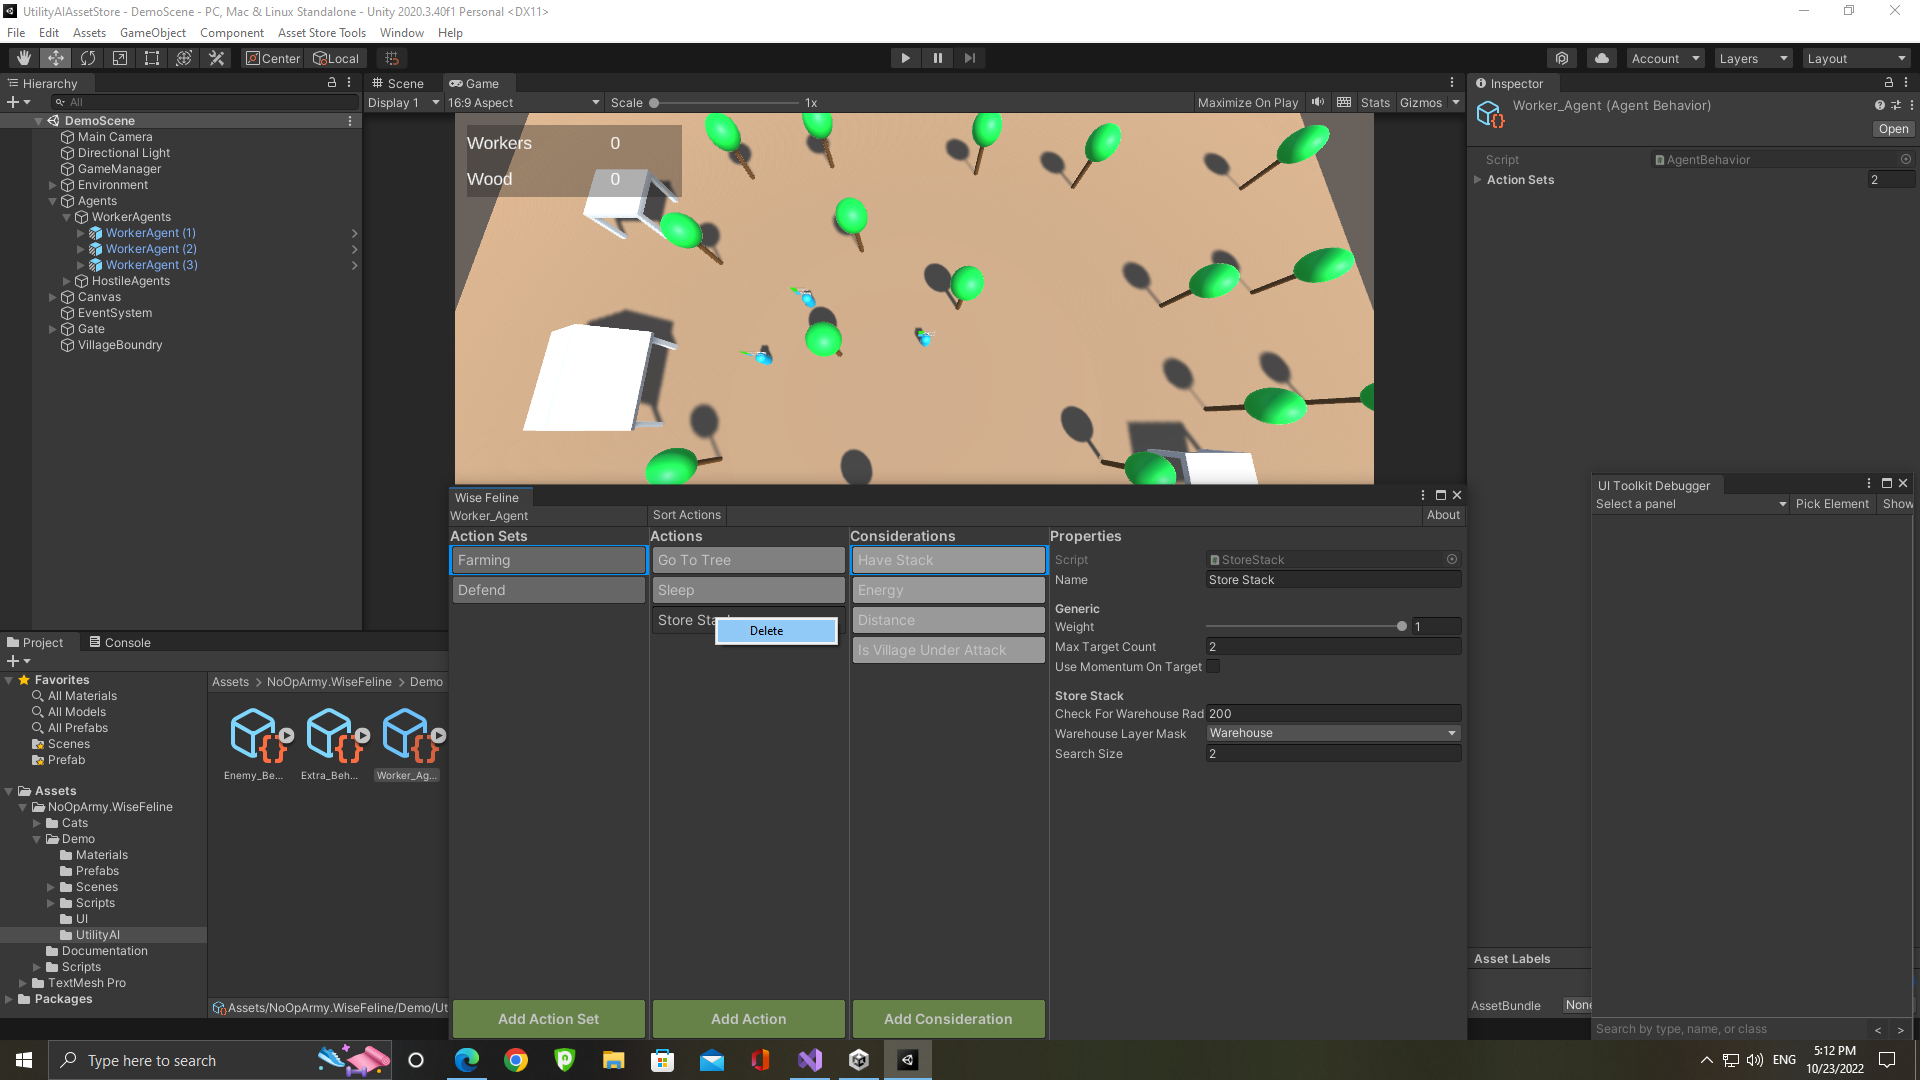 UtilityAIAssetStore - DemoScene - PC, Mac & Linux Standalone - Unity 2020.3.40f1 Personal <DX11>
File Edit Assets GameObject Component Asset Store Tools Window Help
Center Local Account Layers Layout
Hierarchy
All
DemoScene
Main Camera
Directional Light
GameManager
Environment
Agents
WorkerAgents
WorkerAgent (1)
WorkerAgent (2)
WorkerAgent (3)
HostileAgents
Canvas
EventSystem
Gate
VillageBoundry
Scene Game
Display 1 16:9 Aspect Scale 1x Maximize On Play Stats Gizmos
Workers 0
Wood 0
Inspector
Worker_Agent (Agent Behavior)
Open
Script AgentBehavior
Action Sets 2
Project Console
Favorites
All Materials
All Models
All Prefabs
Scenes
Prefab
Assets
NoOpArmy.WiseFeline
Cats
Demo
Materials
Prefabs
Scenes
Scripts
UI
UtilityAI
Documentation
Scripts
TextMesh Pro
Packages
Assets > NoOpArmy.WiseFeline > Demo
Enemy_Be... Extra_Beh... Worker_Ag...
Assets/NoOpArmy.WiseFeline/Demo/Ut
Wise Feline
Worker_Agent Sort Actions About
Action Sets
Farming
Defend
Add Action Set
Actions
Go To Tree
Sleep
Store Sta
Delete
Add Action
Considerations
Have Stack
Energy
Distance
Is Village Under Attack
Add Consideration
Properties
Script StoreStack
Name Store Stack
Generic
Weight 1
Max Target Count 2
Use Momentum On Target
Store Stack
Check For Warehouse Rad 200
Warehouse Layer Mask Warehouse
Search Size 2
UI Toolkit Debugger
Select a panel Pick Element Show
Asset Labels
AssetBundle None
Search by type, name, or class < >
Type here to search
ENG
5:12 PM
10/23/2022